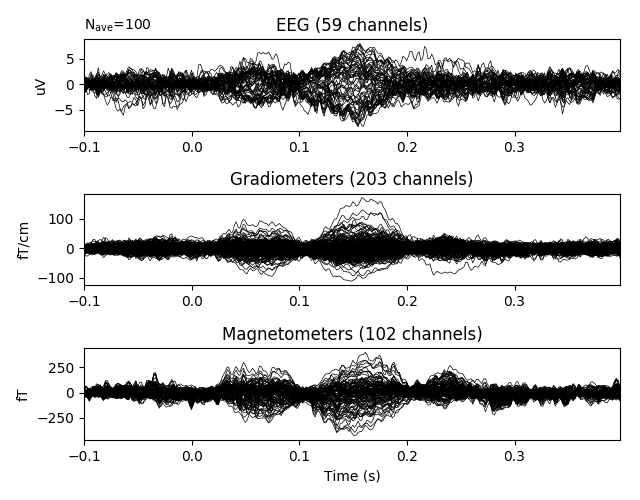 N_ave=100
EEG (59 channels)
uV
5
0
−5
−0.1 0.0 0.1 0.2 0.3
Gradiometers (203 channels)
fT/cm
100
0
−100
−0.1 0.0 0.1 0.2 0.3
Magnetometers (102 channels)
fT
250
0
−250
−0.1 0.0 0.1 0.2 0.3
Time (s)